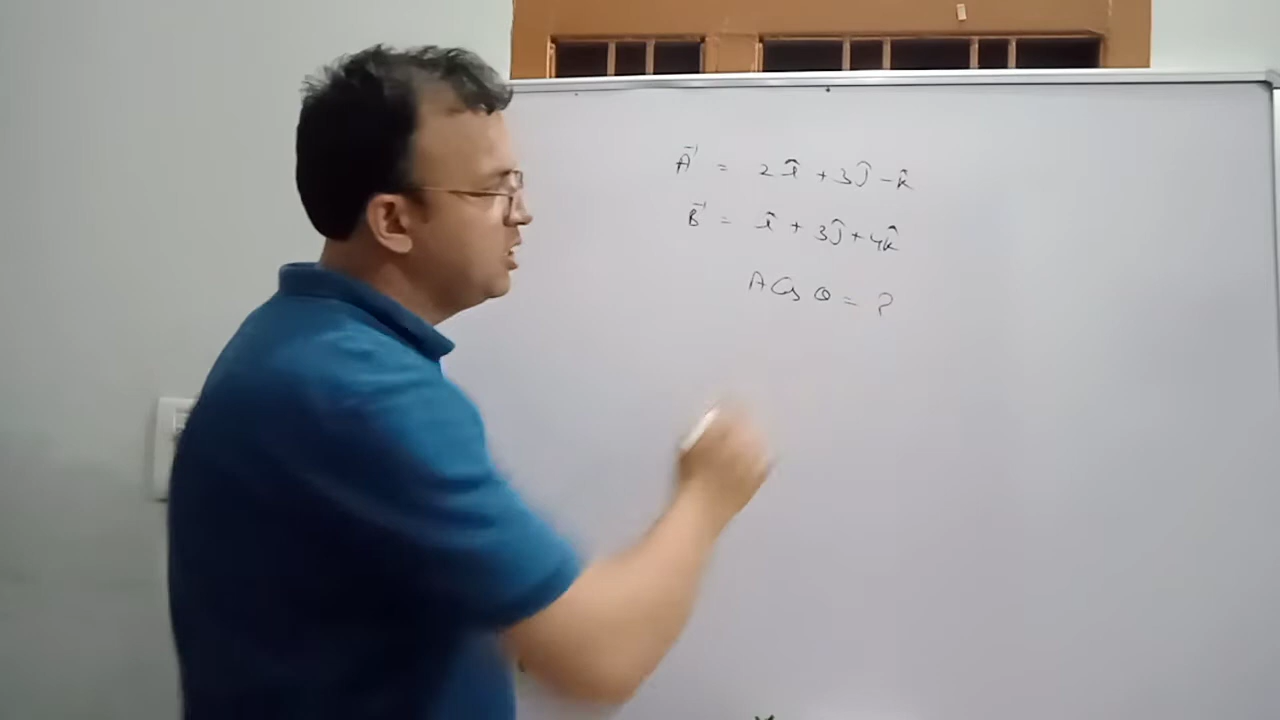 A⃗ = 2î + 3ĵ - k̂
B⃗ = î + 3ĵ + 4k̂
A Cos θ = ?